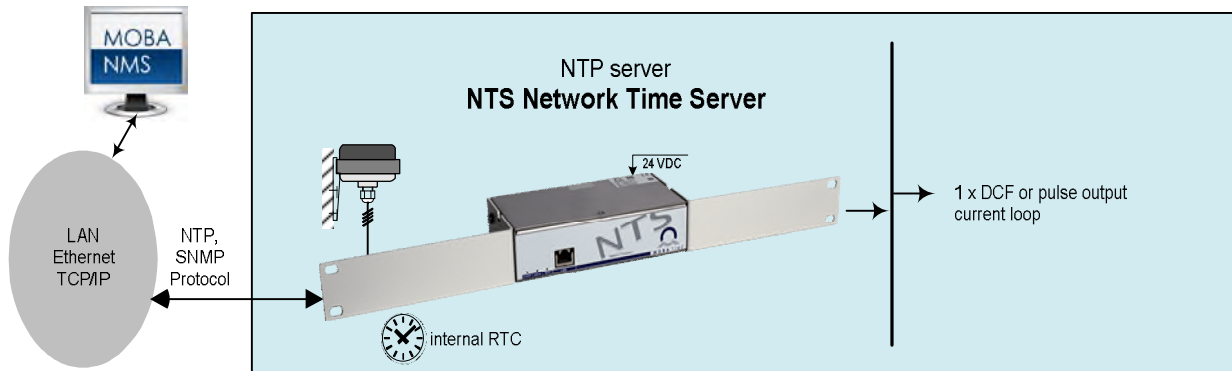 MOBA
NMS
LAN
Ethernet
TCP/IP
NTP,
SNMP
Protocol
NTP server
NTS Network Time Server
24 VDC
NTS
internal RTC
1 x DCF or pulse output
current loop